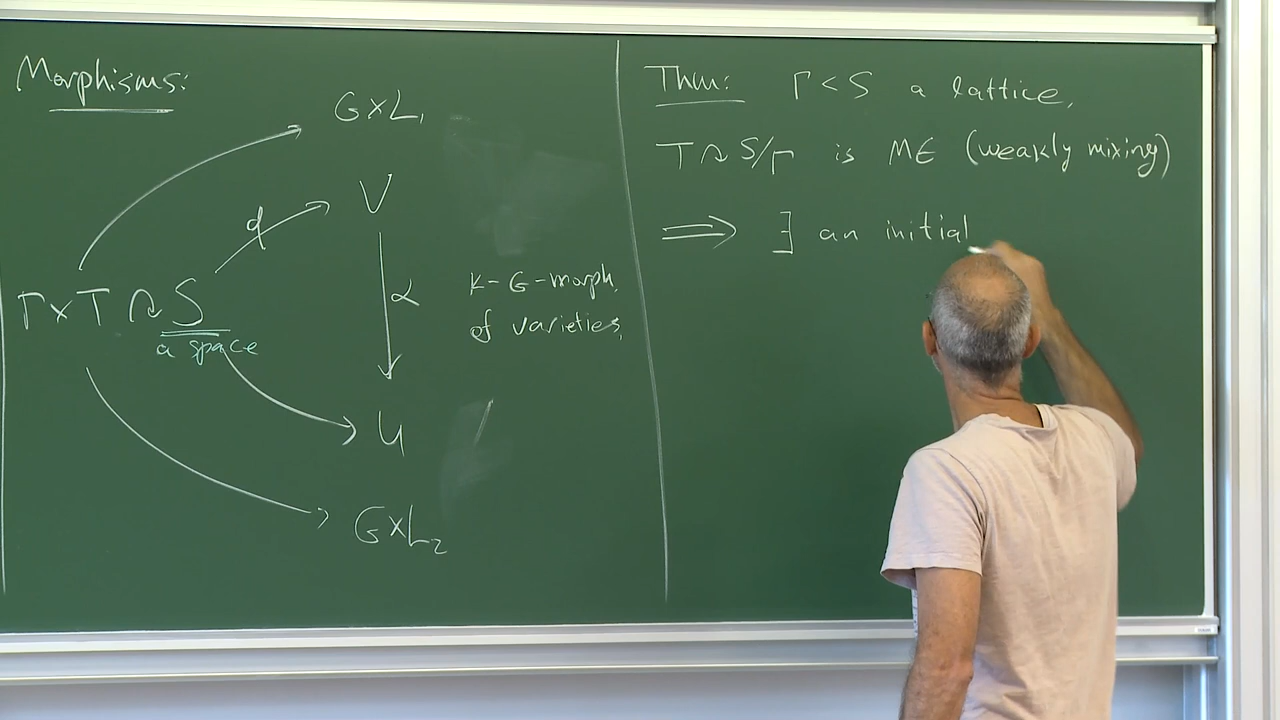 Morphisms:
G×L₁
V
φ
Γ×T ↷ S
a space
α
k-G-morph.
of varieties,
U
G×L₂
Thm: Γ<S a lattice,
T↷S/Γ is ME (weakly mixing)
⟹ ∃ an initial